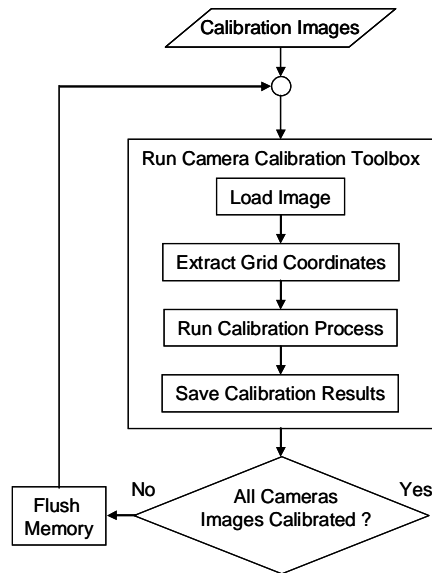 Calibration Images
Run Camera Calibration Toolbox
Load Image
Extract Grid Coordinates
Run Calibration Process
Save Calibration Results
No
All Cameras
Images Calibrated ?
Yes
Flush
Memory